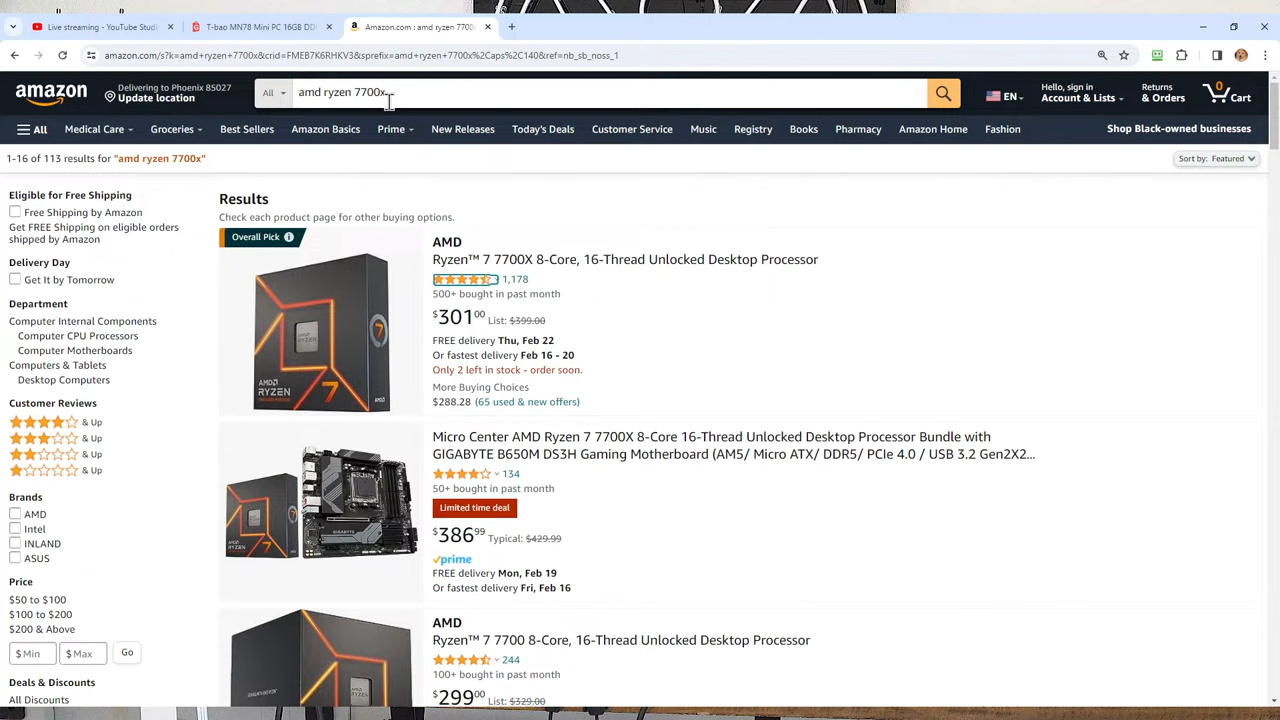 Live streaming - YouTube Studi
T-bao MN78 Mini PC 16GB DD
Amazon.com : amd ryzen 7700
amazon.com/s?k=amd+ryzen+7700x&crid=FMEB7K6RHKV3&sprefix=amd+ryzen+7700x%2Caps%2C140&ref=nb_sb_noss_1
amazon
Delivering to Phoenix 85027
Update location
All
amd ryzen 7700x
EN
Hello, sign in
Account & Lists
Returns
& Orders
0
Cart
All
Medical Care
Groceries
Best Sellers
Amazon Basics
Prime
New Releases
Today's Deals
Customer Service
Music
Registry
Books
Pharmacy
Amazon Home
Fashion
Shop Black-owned businesses
1-16 of 113 results for "amd ryzen 7700x"
Sort by: Featured
Eligible for Free Shipping
Free Shipping by Amazon
Get FREE Shipping on eligible orders
shipped by Amazon
Delivery Day
Get It by Tomorrow
Department
Computer Internal Components
Computer CPU Processors
Computer Motherboards
Computers & Tablets
Desktop Computers
Customer Reviews
& Up
& Up
& Up
& Up
Brands
AMD
Intel
INLAND
ASUS
Price
$50 to $100
$100 to $200
$200 & Above
$ Min
$ Max
Go
Deals & Discounts
All Discounts
Results
Check each product page for other buying options.
Overall Pick
AMD
RYZEN
7
7
AMD
AMD
Ryzen™ 7 7700X 8-Core, 16-Thread Unlocked Desktop Processor
1,178
500+ bought in past month
$301.00 List: $399.00
FREE delivery Thu, Feb 22
Or fastest delivery Feb 16 - 20
Only 2 left in stock - order soon.
More Buying Choices
$288.28 (65 used & new offers)
Micro Center AMD Ryzen 7 7700X 8-Core 16-Thread Unlocked Desktop Processor Bundle with
GIGABYTE B650M DS3H Gaming Motherboard (AM5/ Micro ATX/ DDR5/ PCIe 4.0 / USB 3.2 Gen2X2...
134
50+ bought in past month
Limited time deal
$386.99 Typical: $429.99
prime
FREE delivery Mon, Feb 19
Or fastest delivery Fri, Feb 16
AMD
Ryzen™ 7 7700 8-Core, 16-Thread Unlocked Desktop Processor
244
100+ bought in past month
$299.00 List: $329.00